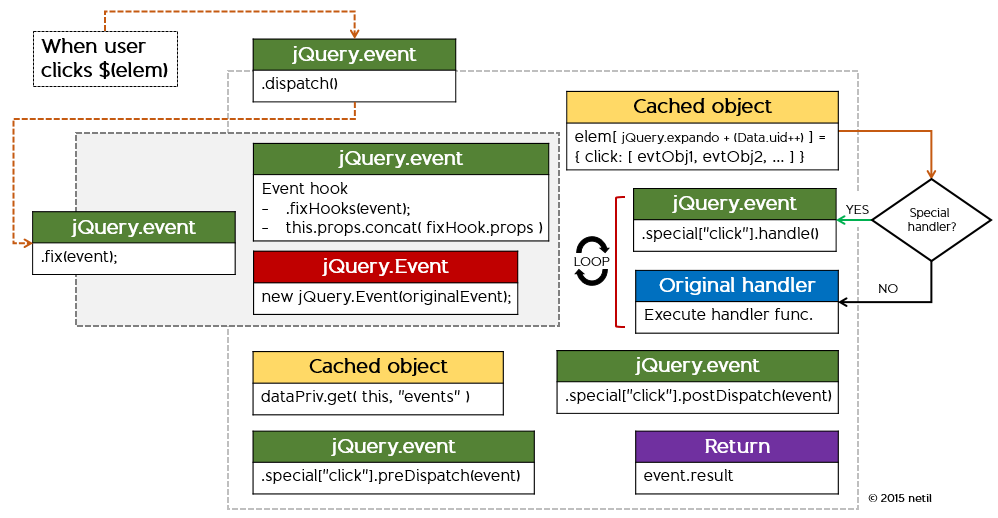 When user
clicks $(elem)
jQuery.event
.dispatch()
jQuery.event
.fix(event);
jQuery.event
Event hook
- .fixHooks(event);
- this.props.concat( fixHook.props )
jQuery.Event
new jQuery.Event(originalEvent);
Cached object
dataPriv.get( this, "events" )
jQuery.event
.special["click"].preDispatch(event)
Cached object
elem[ jQuery.expando + (Data.uid++) ] =
{ click: [ evtObj1, evtObj2, ... ] }
Special
handler?
YES
NO
LOOP
jQuery.event
.special["click"].handle()
Original handler
Execute handler func.
jQuery.event
.special["click"].postDispatch(event)
Return
event.result
© 2015 netil